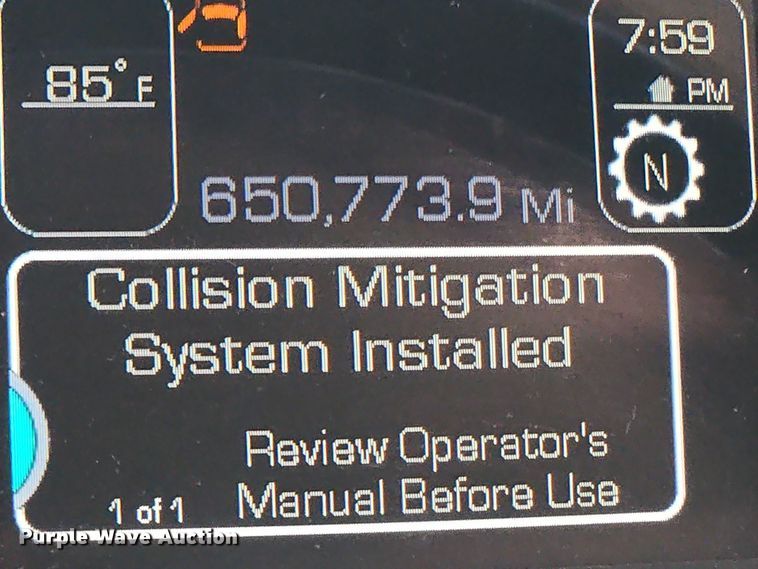 85°F
7:59
PM
N
650,773.9 Mi
Collision Mitigation
System Installed
Review Operator's
1 of 1 Manual Before Use
Purple Wave Auction